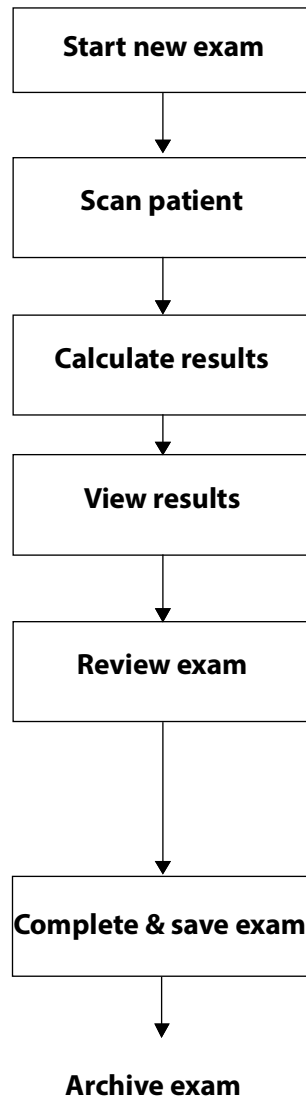 Start new exam
Scan patient
Calculate results
View results
Review exam
Complete & save exam
Archive exam